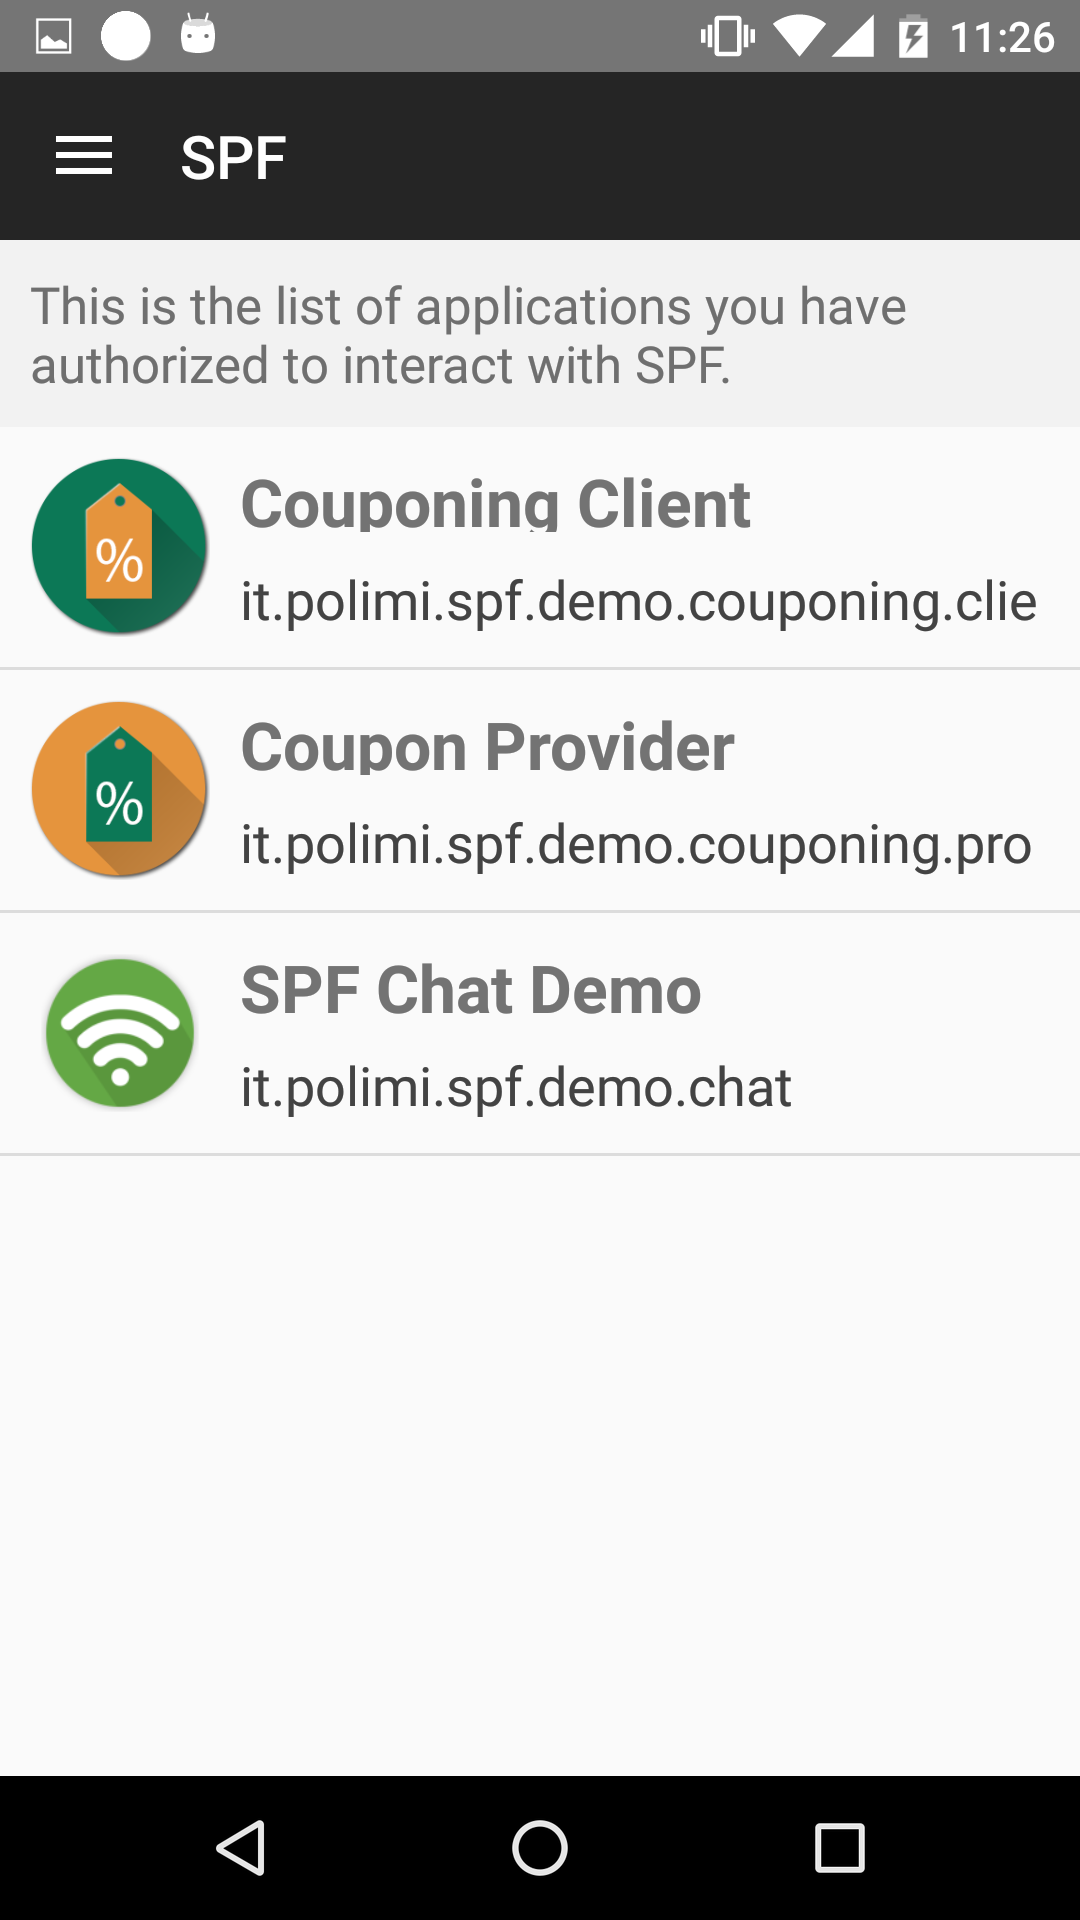 11:26
SPF
This is the list of applications you have
authorized to interact with SPF.
Couponing Client
%
it.polimi.spf.demo.couponing.clie
Coupon Provider
%
it.polimi.spf.demo.couponing.pro
SPF Chat Demo
it.polimi.spf.demo.chat